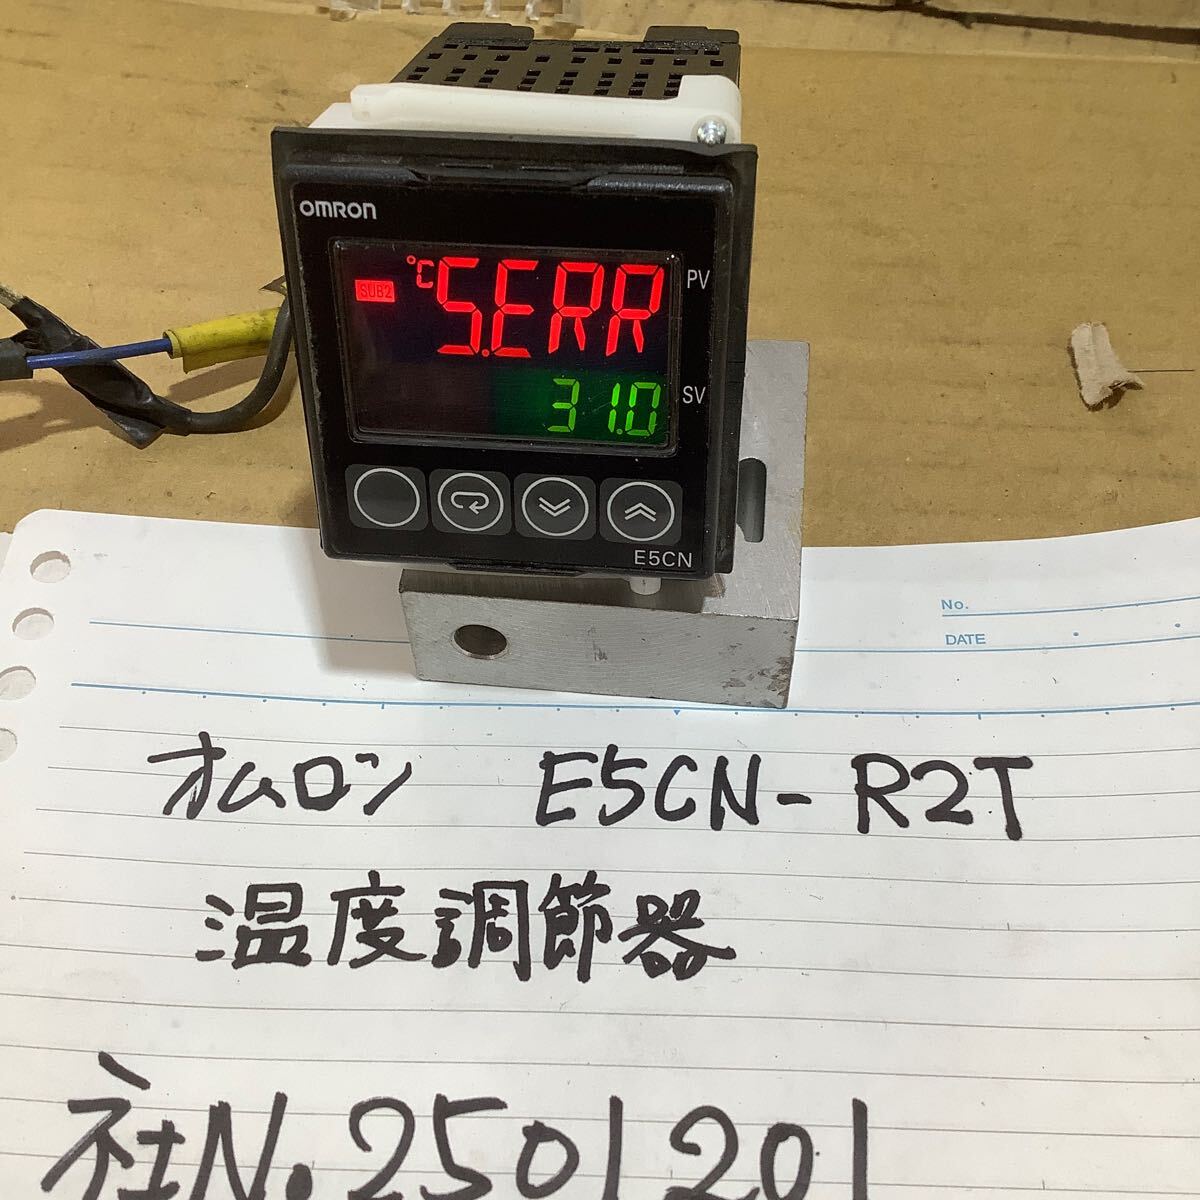 OMRON
°C S.ERR PV
SUB2
31.0 SV
E5CN
No.
DATE
オムロン E5CN-R2T
温度調節器
社N.2501201